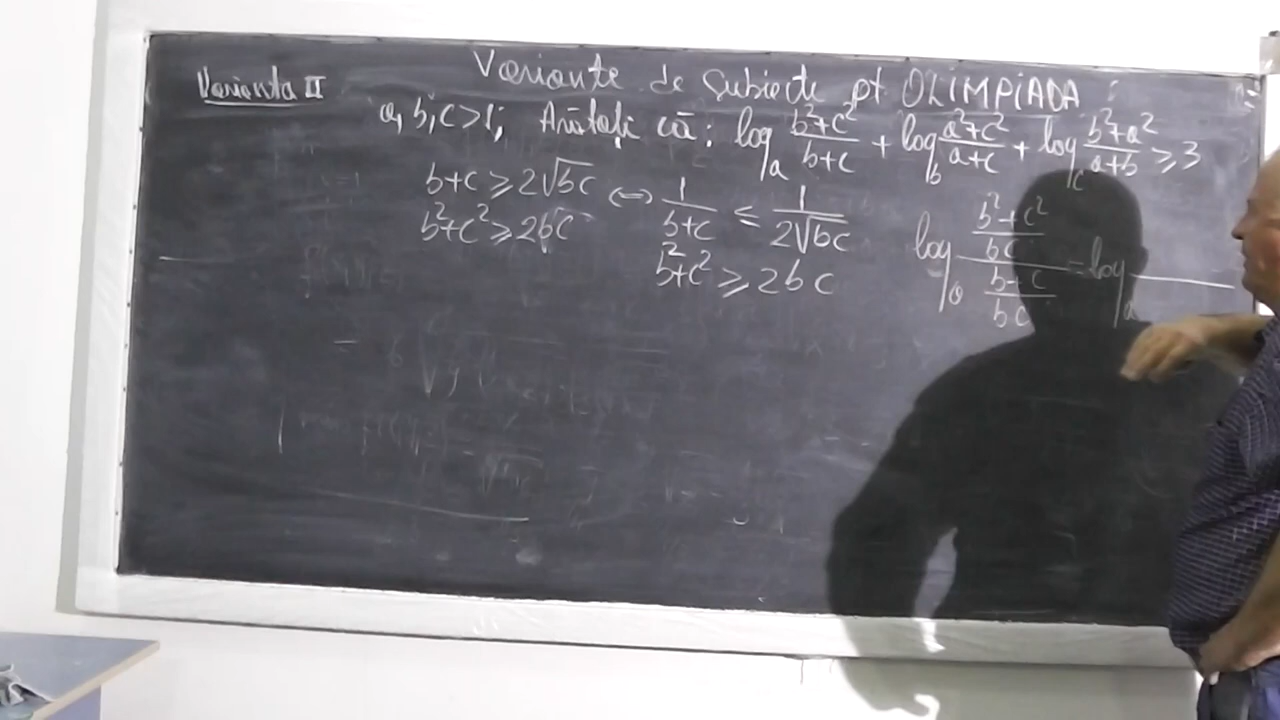 Variante de subiecte pt OLIMPIADA :
Varianta II
a, b, c > 1; Arătați că: log_a (b²+c²)/(b+c) + log_b (a²+c²)/(a+c) + log_c (b²+a²)/(a+b) ≥ 3
b+c ≥ 2√bc ⇔ 1/(b+c) ≤ 1/(2√bc)
b²+c² ≥ 2bc
b²+c² ≥ 2bc
log_a ((b²+c²)/bc)/((b+c)/bc) = log_a